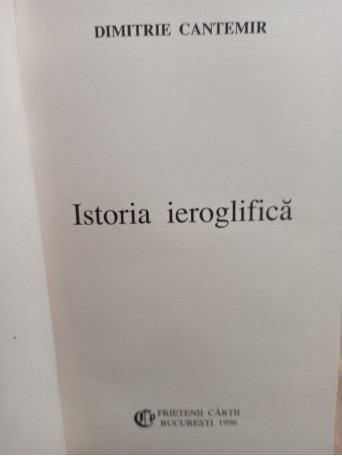 DIMITRIE CANTEMIR
Istoria ieroglifică
PRIETENII CĂRȚII
BUCUREȘTI 1996